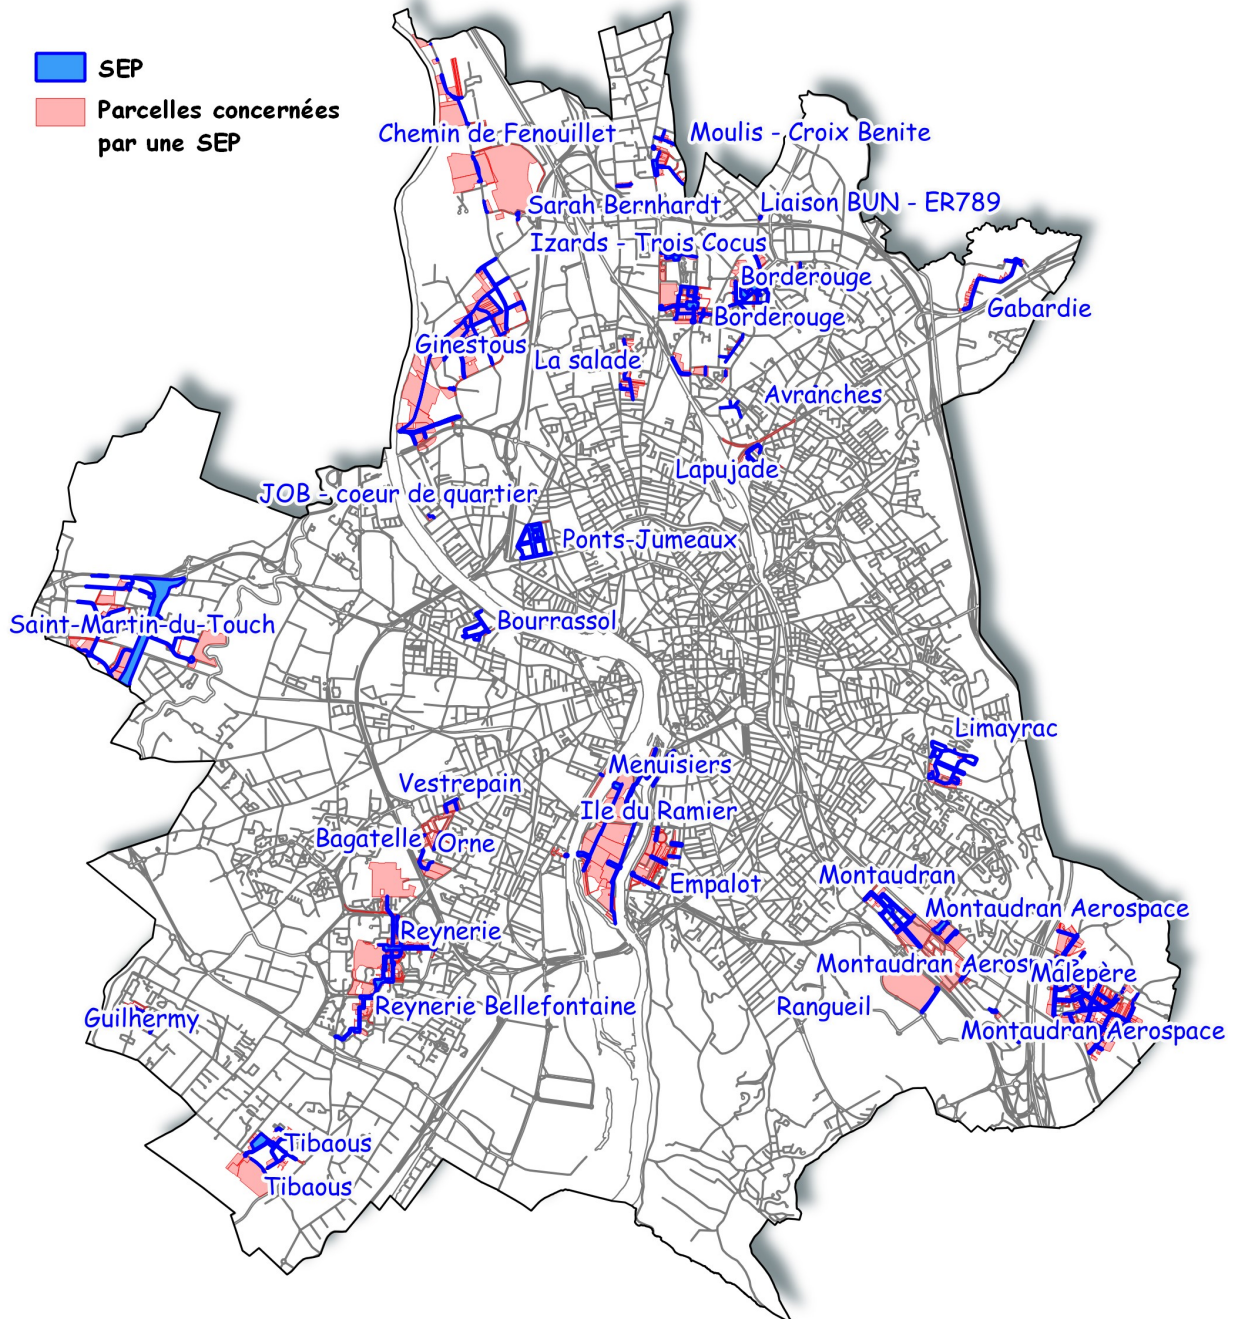 SEP
Parcelles concernées
par une SEP
Chemin de Fenouillet
Moulis - Croix Benite
Sarah Bernhardt
Liaison BUN - ER789
Izards - Trois Cocus
Borderouge
Gabardie
Borderouge
Ginestous
La salade
Avranches
Lapujade
JOB - coeur de quartier
Ponts-Jumeaux
Saint-Martin-du-Touch
Bourrassol
Limayrac
Menuisiers
Vestrepain
Ile du Ramier
Bagatelle
Orne
Empalot
Montaudran
Montaudran Aerospace
Reynerie
Montaudran Aerosp
Malepère
Reynerie Bellefontaine
Rangueil
Guilhermy
Montaudran Aerospace
Tibaous
Tibaous